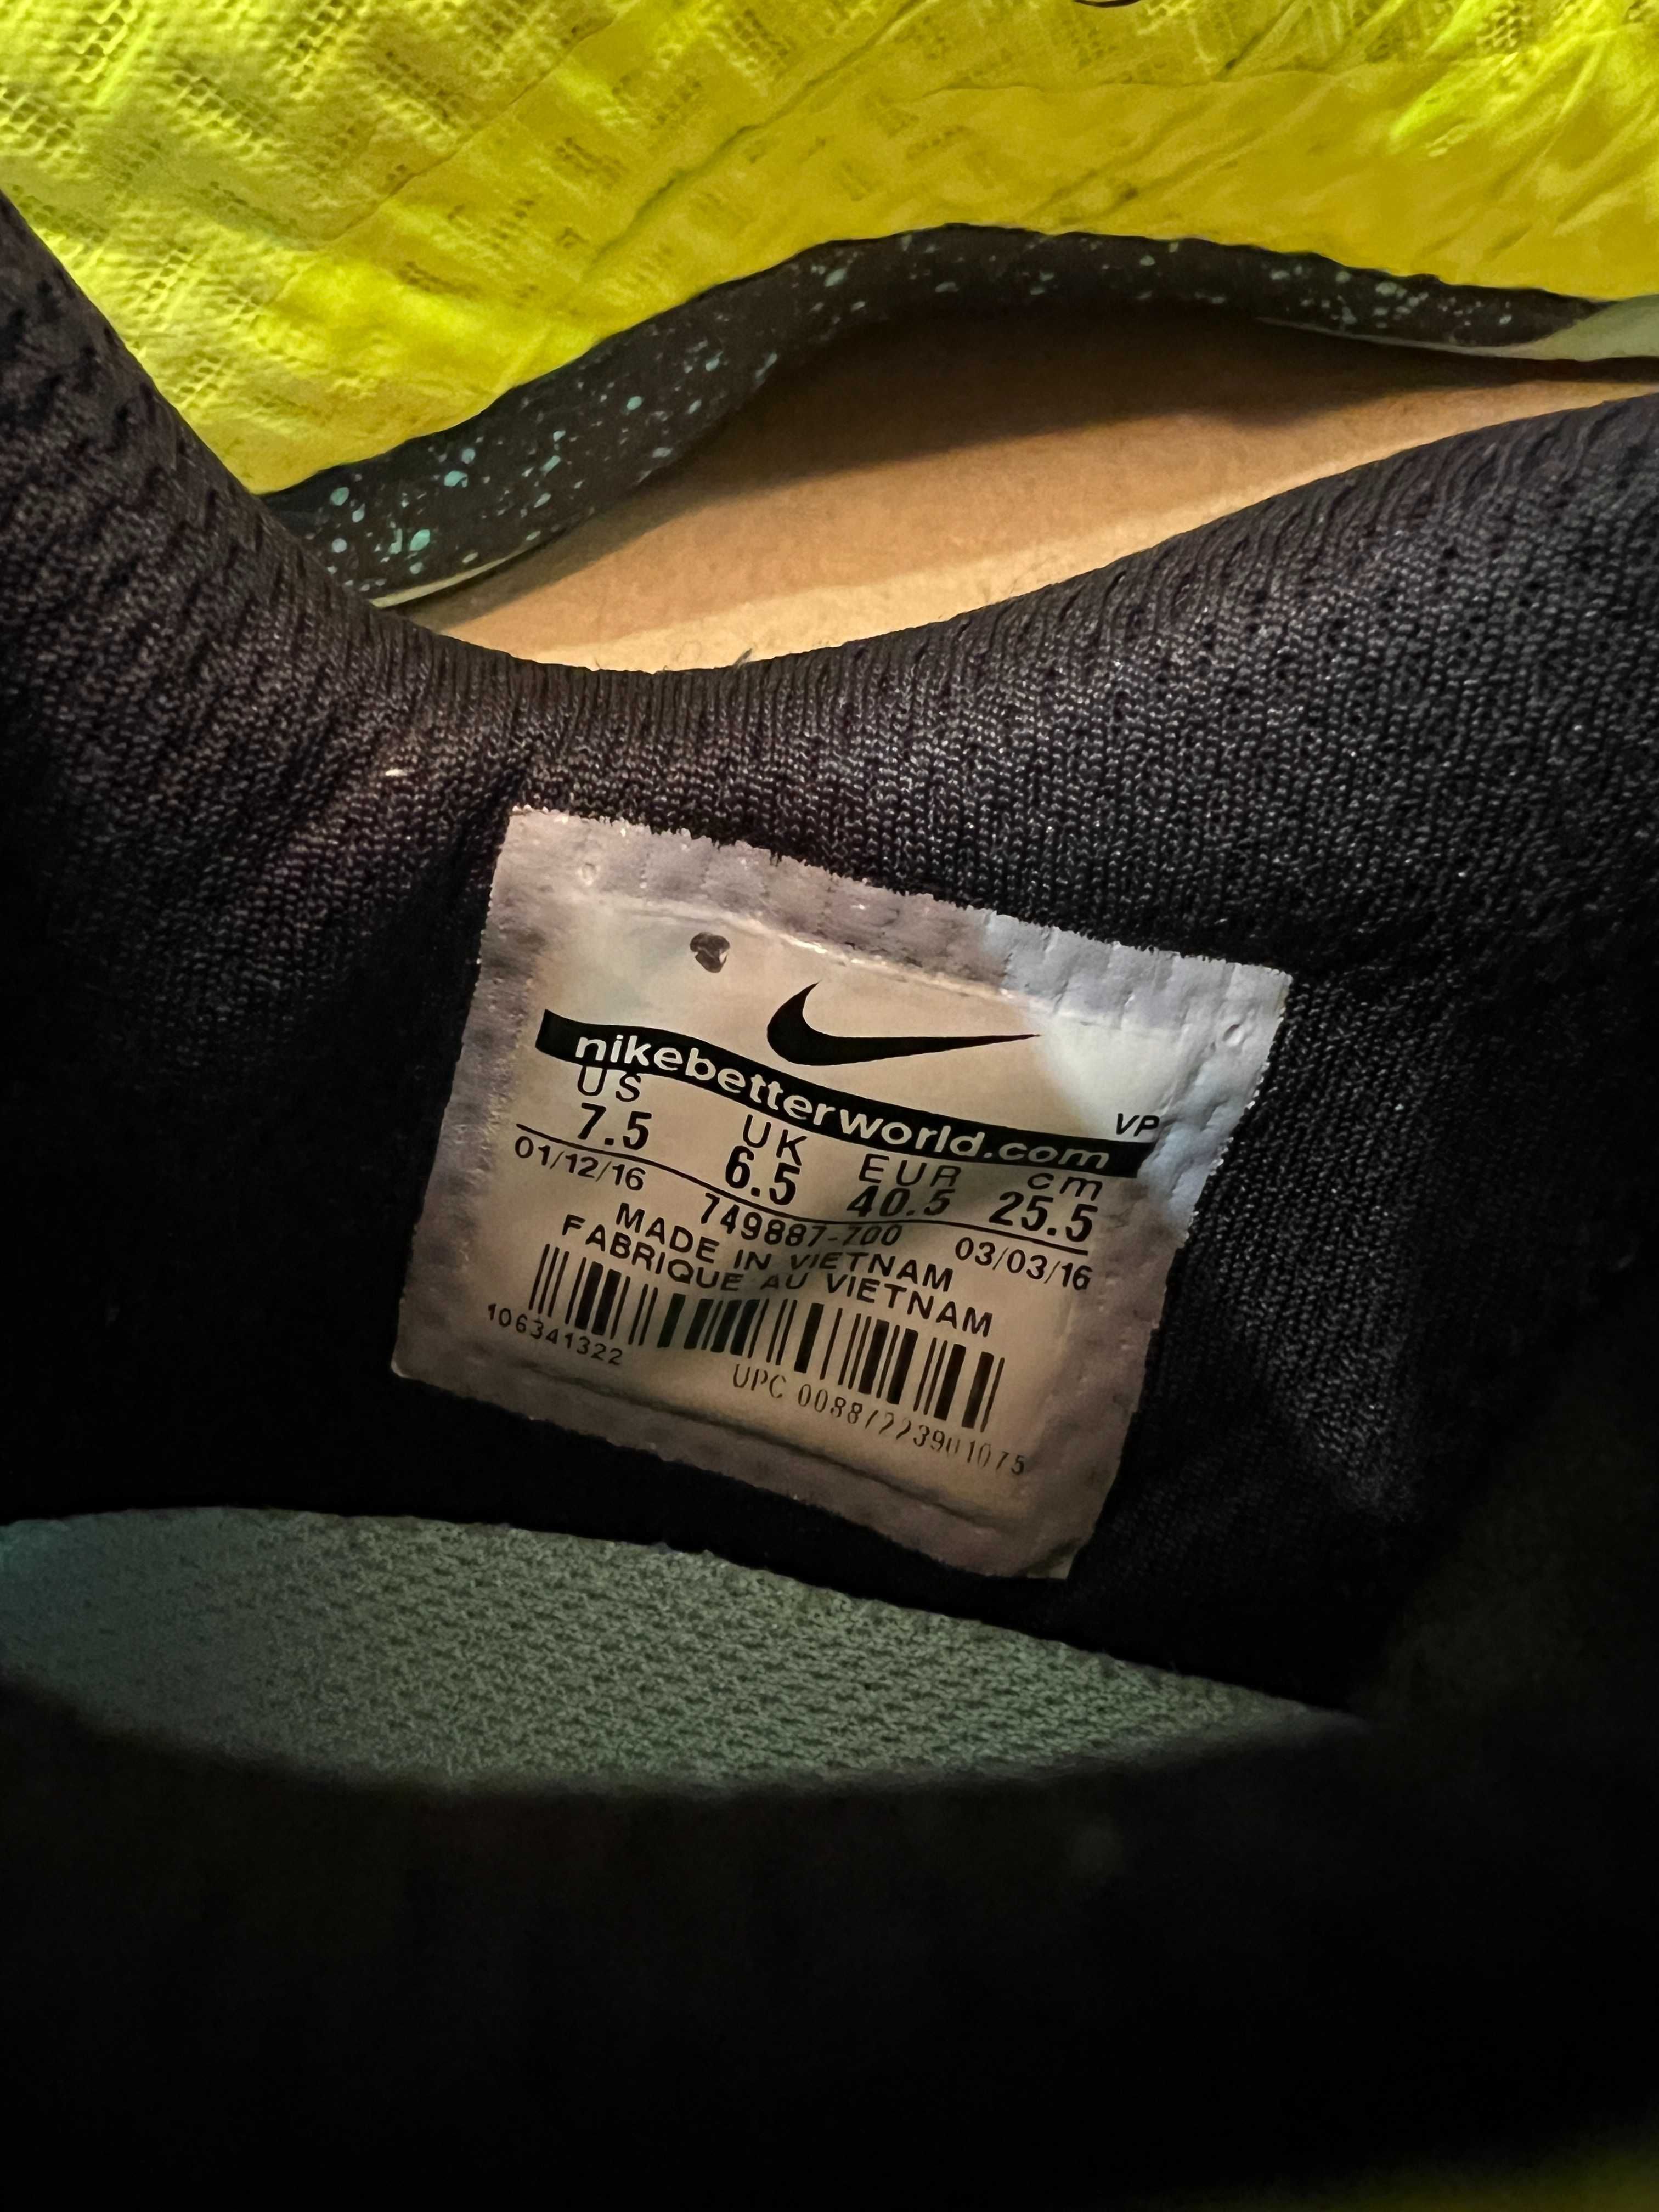 nikebetterworld.com
VP
US UK EUR cm
7.5 6.5 40.5 25.5
01/12/16 749887-700 03/03/16
MADE IN VIETNAM
FABRIQUE AU VIETNAM
106341322
UPC 00887223901075